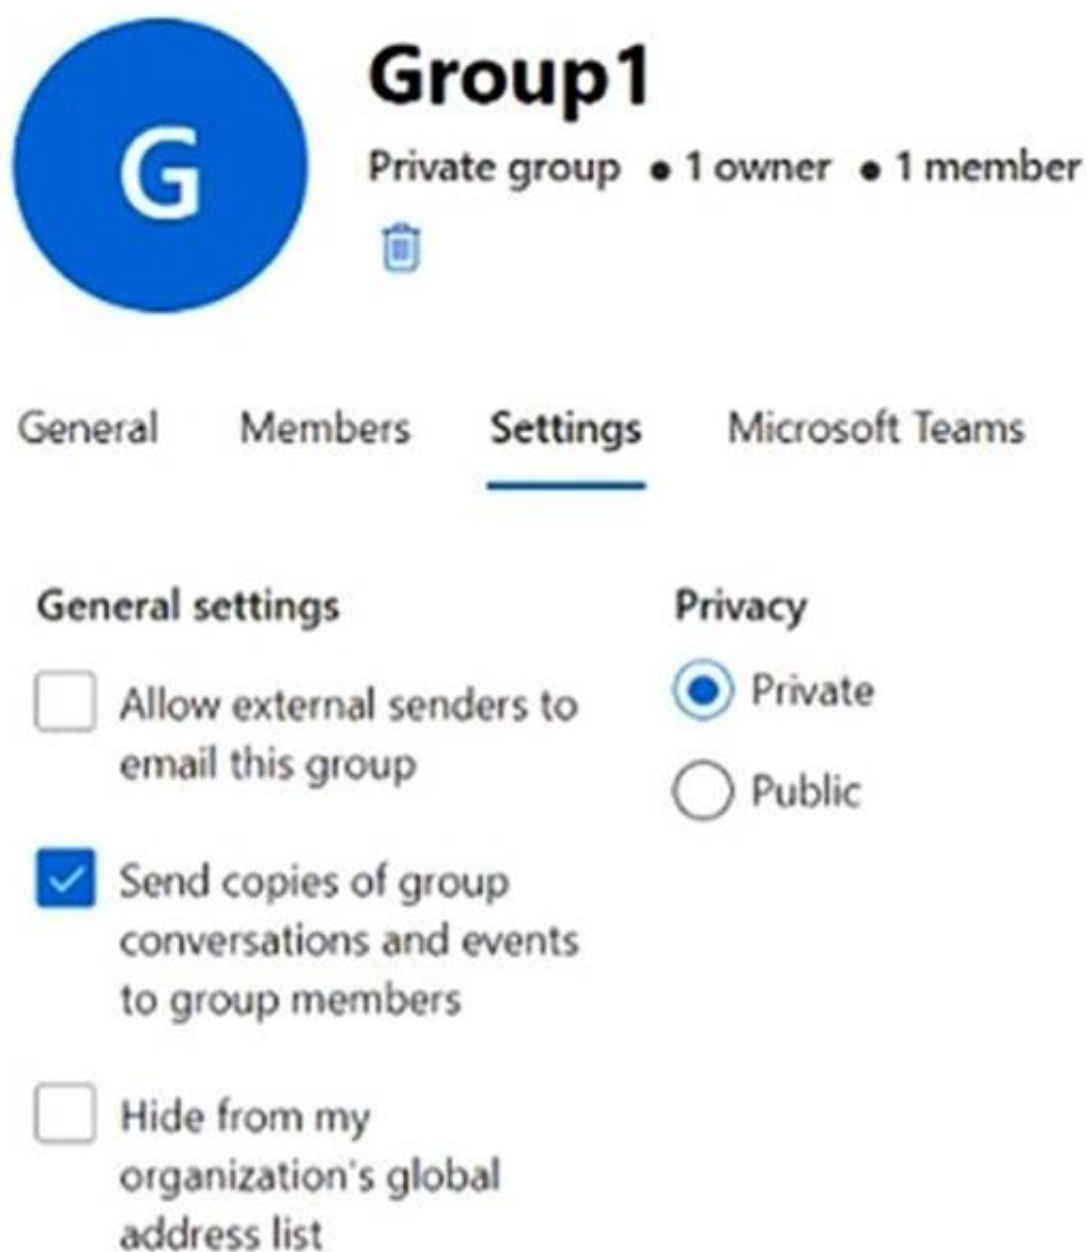 G
Group1
Private group • 1 owner • 1 member
General Members Settings Microsoft Teams
General settings
Allow external senders to
email this group
Send copies of group
conversations and events
to group members
Hide from my
organization's global
address list
Privacy
Private
Public